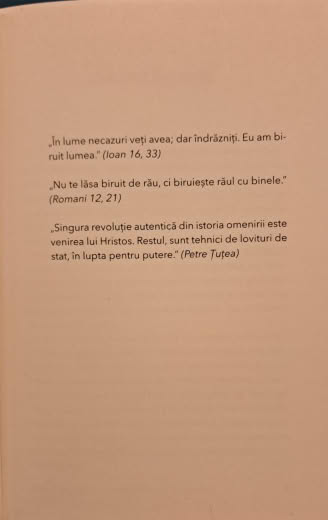 „În lume necazuri veți avea; dar îndrăzniți. Eu am bi-
ruit lumea.” (Ioan 16, 33)
„Nu te lăsa biruit de rău, ci biruiește răul cu binele.”
(Romani 12, 21)
„Singura revoluție autentică din istoria omenirii este
venirea lui Hristos. Restul, sunt tehnici de lovituri de
stat, în lupta pentru putere.” (Petre Țuțea)